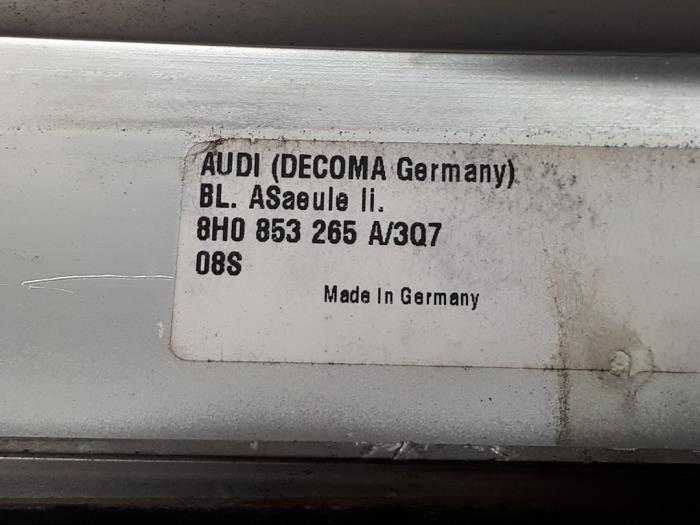 AUDI (DECOMA Germany)
BL. ASaeule li.
8H0 853 265 A/3Q7
08S
Made In Germany